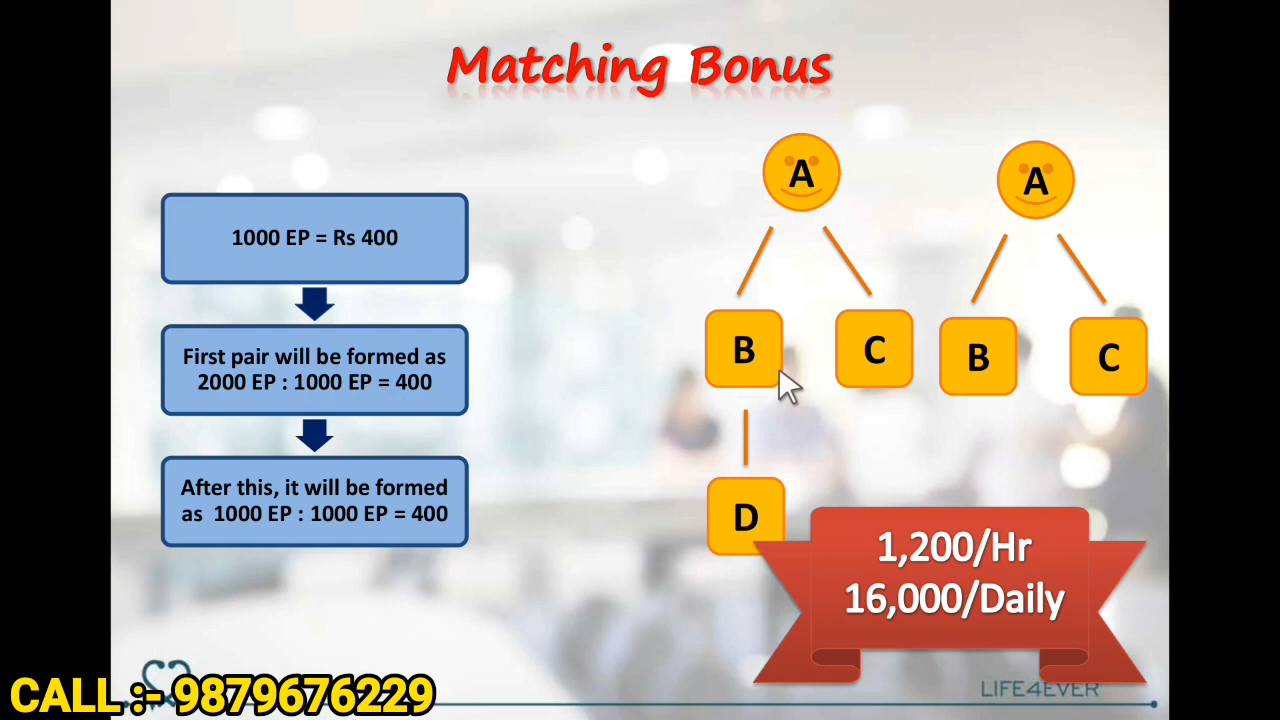 Matching Bonus
1000 EP = Rs 400
First pair will be formed as
2000 EP : 1000 EP = 400
After this, it will be formed
as 1000 EP : 1000 EP = 400
A
B
C
D
A
B
C
1,200/Hr
16,000/Daily
LIFE4EVER
CALL :- 9879676229